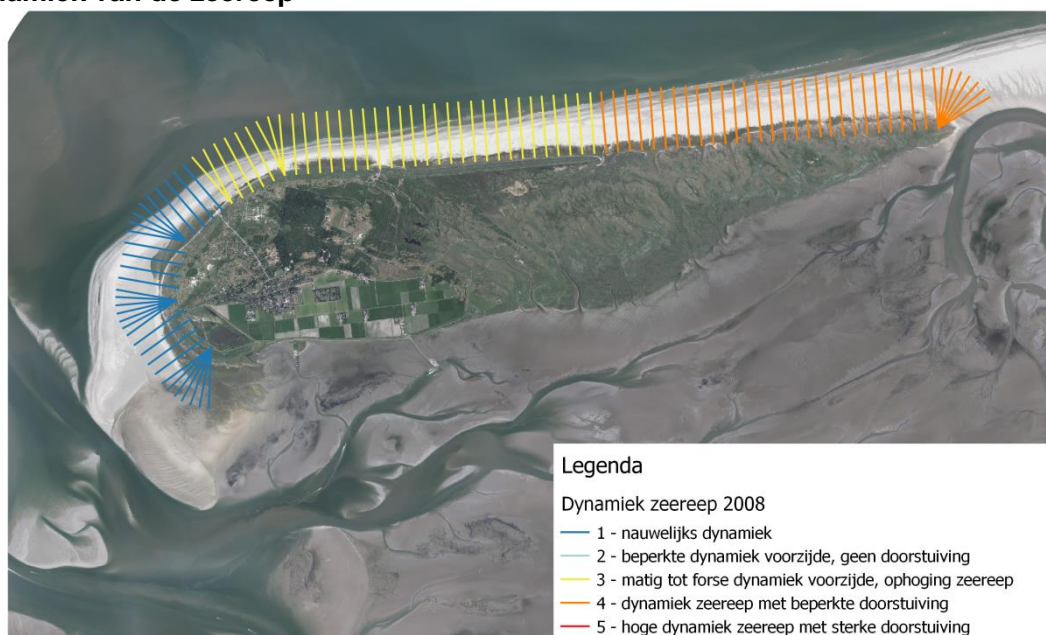 Legenda
Dynamiek zeereep 2008
1 - nauwelijks dynamiek
2 - beperkte dynamiek voorzijde, geen doorstuiving
3 - matig tot forse dynamiek voorzijde, ophoging zeereep
4 - dynamiek zeereep met beperkte doorstuiving
5 - hoge dynamiek zeereep met sterke doorstuiving